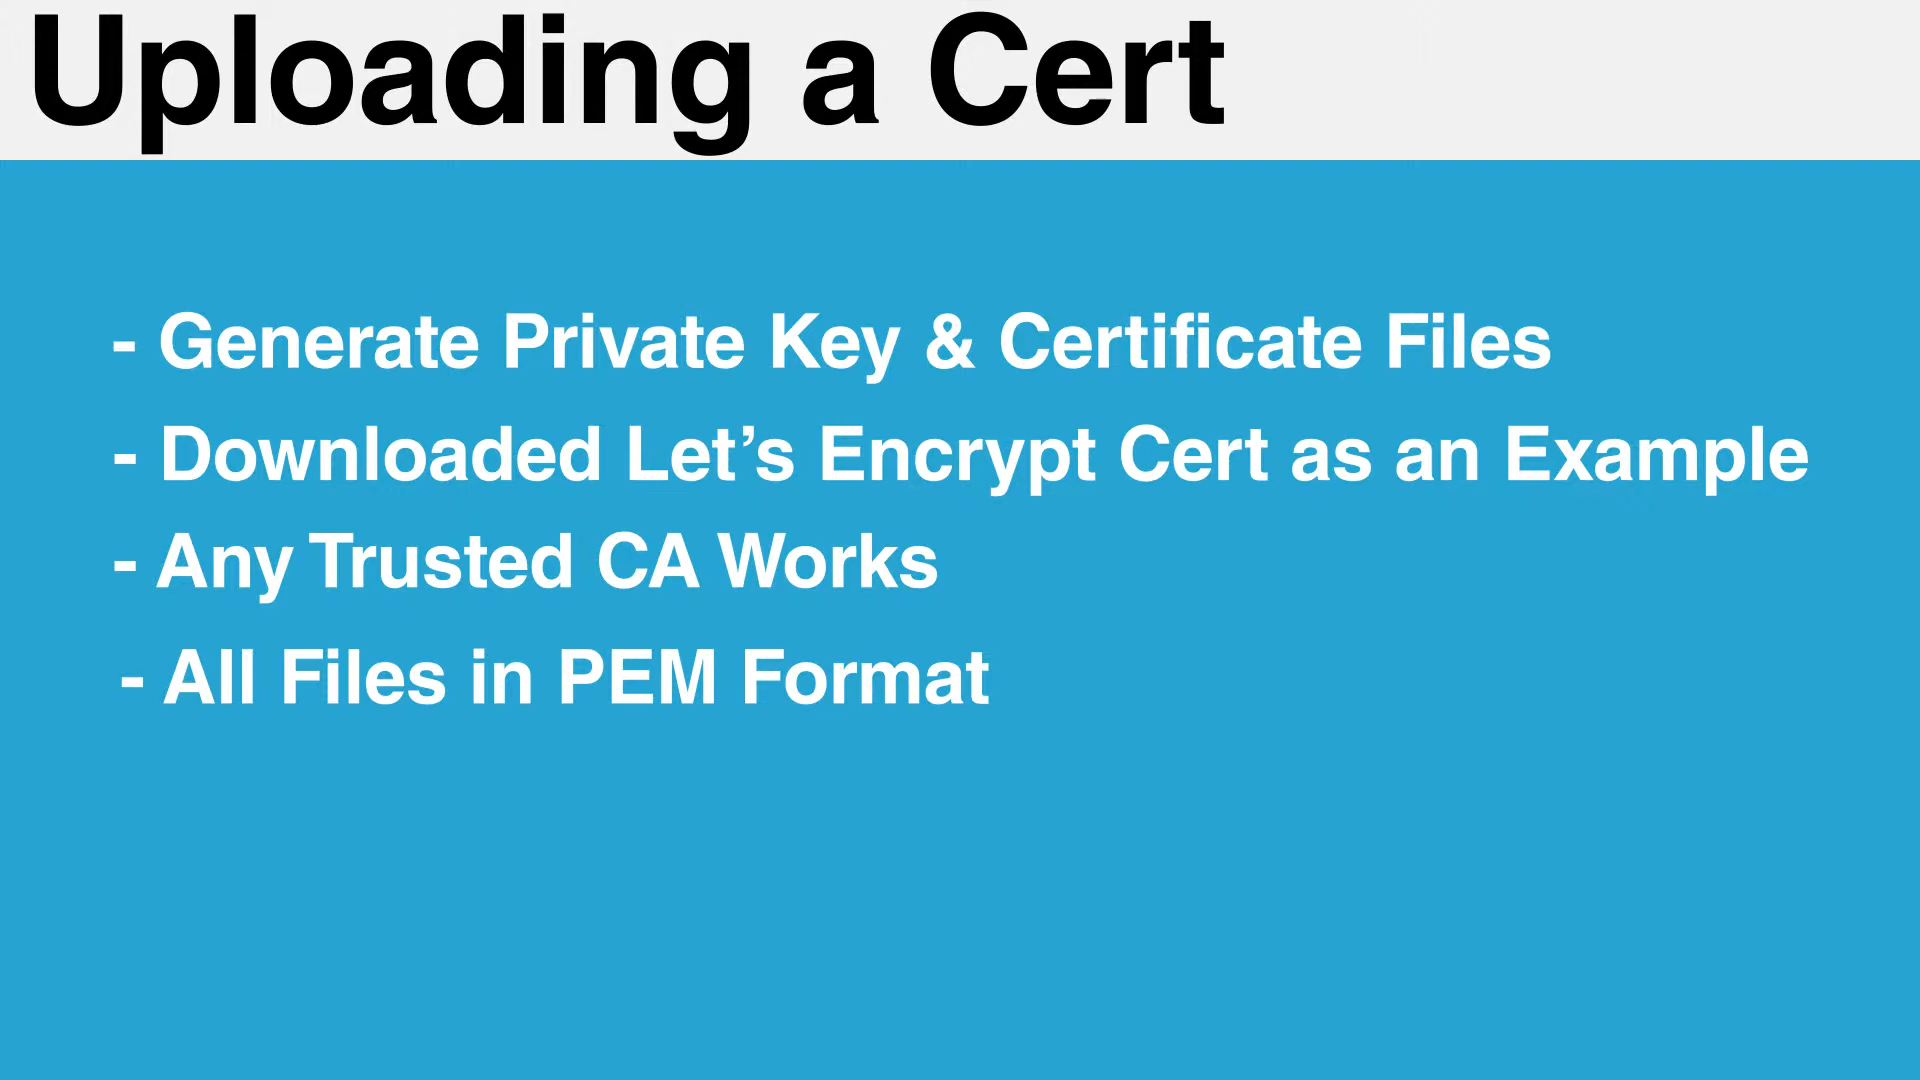 Uploading a Cert
- Generate Private Key & Certificate Files
- Downloaded Let’s Encrypt Cert as an Example
- Any Trusted CA Works
- All Files in PEM Format